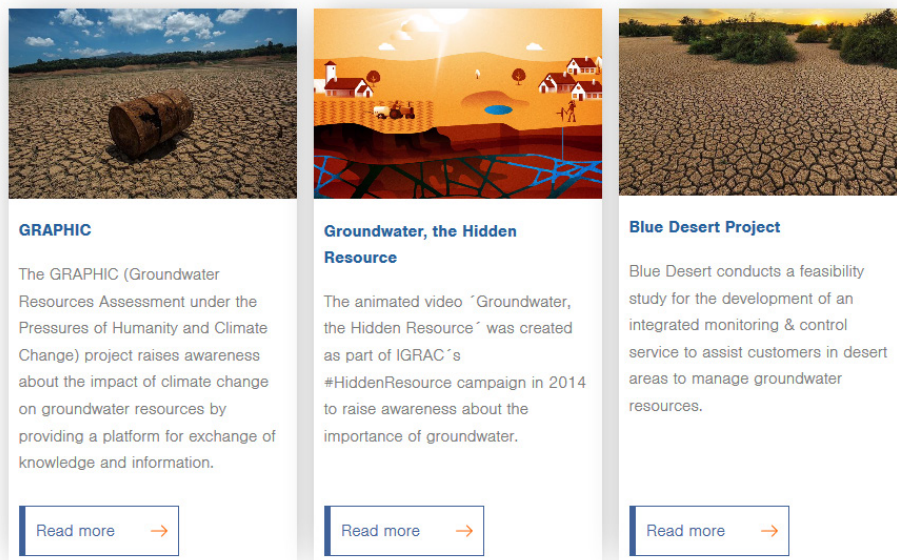 GRAPHIC
The GRAPHIC (Groundwater
Resources Assessment under the
Pressures of Humanity and Climate
Change) project raises awareness
about the impact of climate change
on groundwater resources by
providing a platform for exchange of
knowledge and information.
Read more
Groundwater, the Hidden
Resource
The animated video ´Groundwater,
the Hidden Resource´ was created
as part of IGRAC´s
#HiddenResource campaign in 2014
to raise awareness about the
importance of groundwater.
Read more
Blue Desert Project
Blue Desert conducts a feasibility
study for the development of an
integrated monitoring & control
service to assist customers in desert
areas to manage groundwater
resources.
Read more